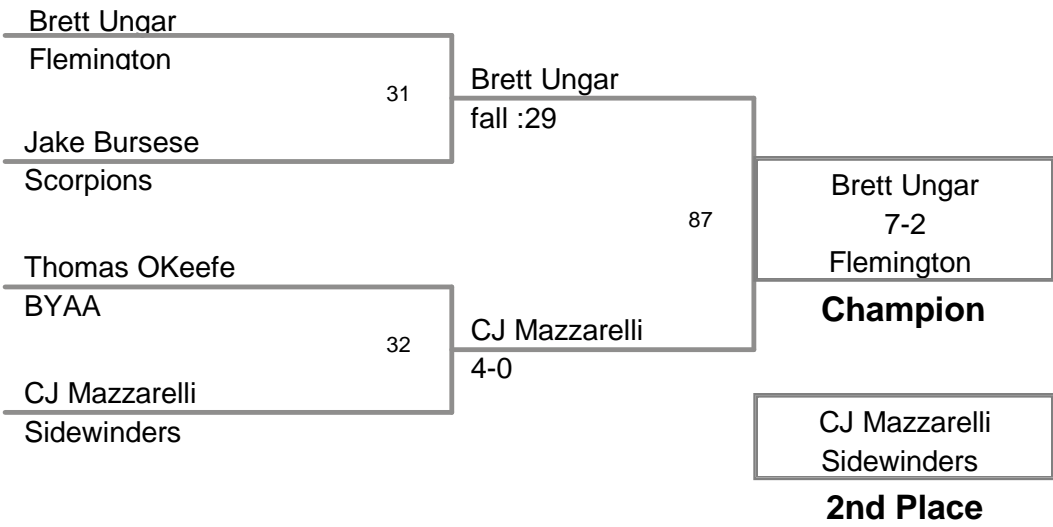 Brett Ungar
Flemington
31
Jake Bursese
Scorpions
Brett Ungar
fall :29
Thomas OKeefe
BYAA
32
CJ Mazzarelli
Sidewinders
CJ Mazzarelli
4-0
87
Brett Ungar
7-2
Flemington
Champion
CJ Mazzarelli
Sidewinders
2nd Place